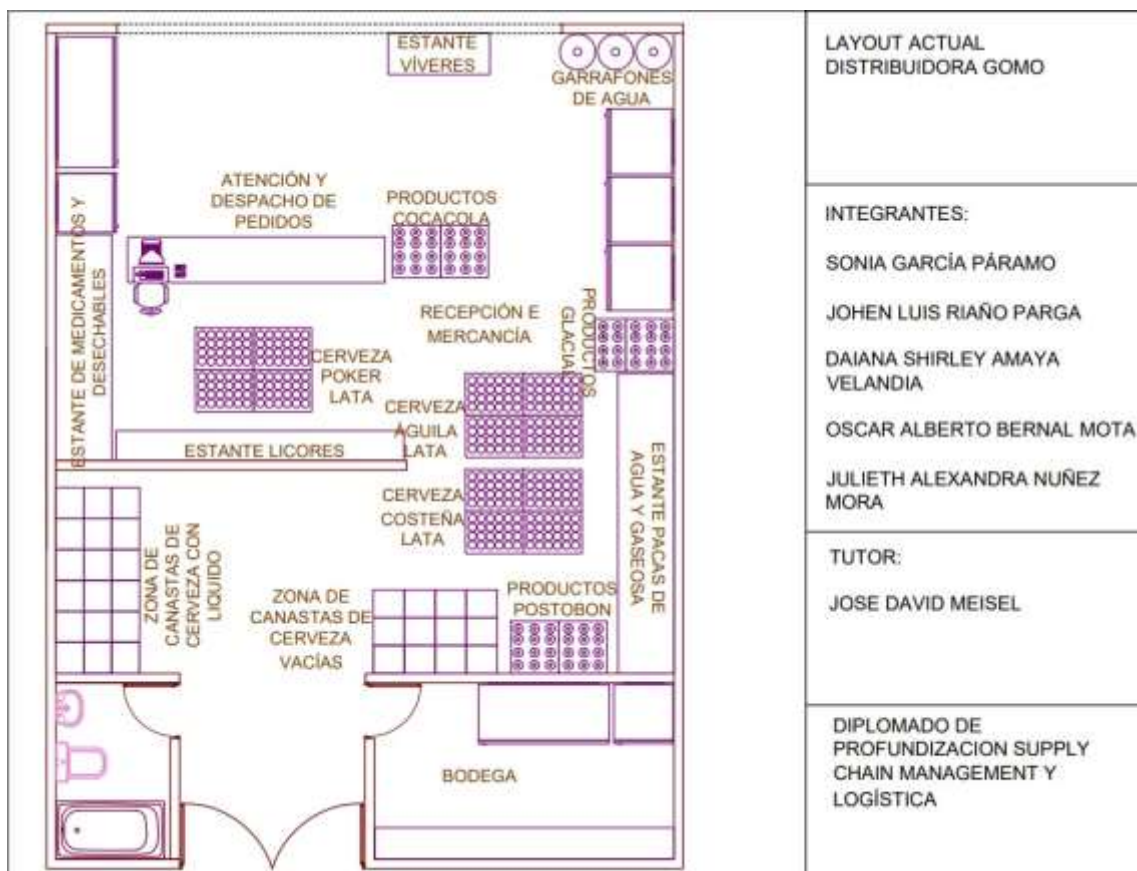 ESTANTE
VÍVERES
GARRAFONES
DE AGUA
ATENCIÓN Y
DESPACHO DE
PEDIDOS
PRODUCTOS
COCACOLA
ESTANTE DE MEDICAMENTOS Y
DESECHABLES
RECEPCIÓN E
MERCANCÍA
PRODUCTOS
GLACIAL
CERVEZA
POKER
LATA
CERVEZA
ÁGUILA
LATA
ESTANTE LICORES
CERVEZA
COSTEÑA
LATA
ESTANTE PACAS DE
AGUA Y GASEOSA
ZONA DE
CANASTAS DE
CERVEZA CON
LIQUIDO
ZONA DE
CANASTAS DE
CERVEZA
VACÍAS
PRODUCTOS
POSTOBON
BODEGA
LAYOUT ACTUAL
DISTRIBUIDORA GOMO
INTEGRANTES:
SONIA GARCÍA PÁRAMO
JOHEN LUIS RIAÑO PARGA
DAIANA SHIRLEY AMAYA
VELANDIA
OSCAR ALBERTO BERNAL MOTA
JULIETH ALEXANDRA NUÑEZ
MORA
TUTOR:
JOSE DAVID MEISEL
DIPLOMADO DE
PROFUNDIZACION SUPPLY
CHAIN MANAGEMENT Y
LOGÍSTICA